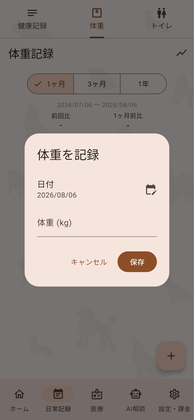 健康記録
体重
トイレ
体重記録
1ヶ月
3ヶ月
1年
2026/07/06 〜 2026/08/06
前回比
1ヶ月前比
-
-
体重を記録
日付
2026/08/06
体重 (kg)
キャンセル
保存
+
ホーム
日常記録
医療
AI相談
設定・課金